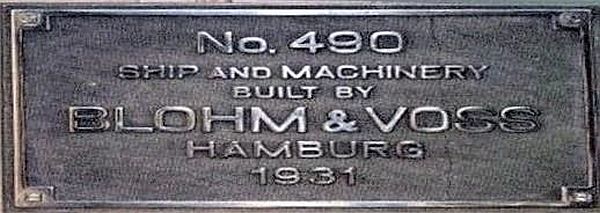 No. 490
SHIP AND MACHINERY
BUILT BY
BLOHM & VOSS
HAMBURG
1931